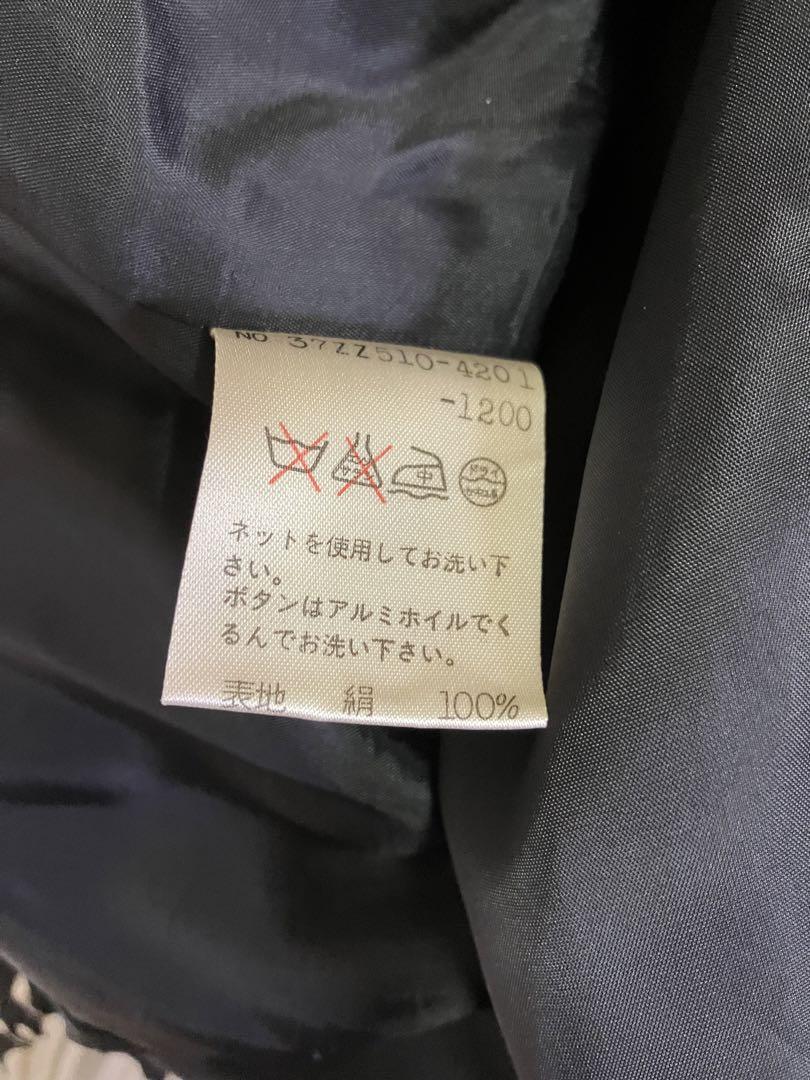 NO 37ZZ510-4201
-1200
中
ネットを使用してお洗い下
さい。
ボタンはアルミホイルでく
るんでお洗い下さい。
表地 絹 100%